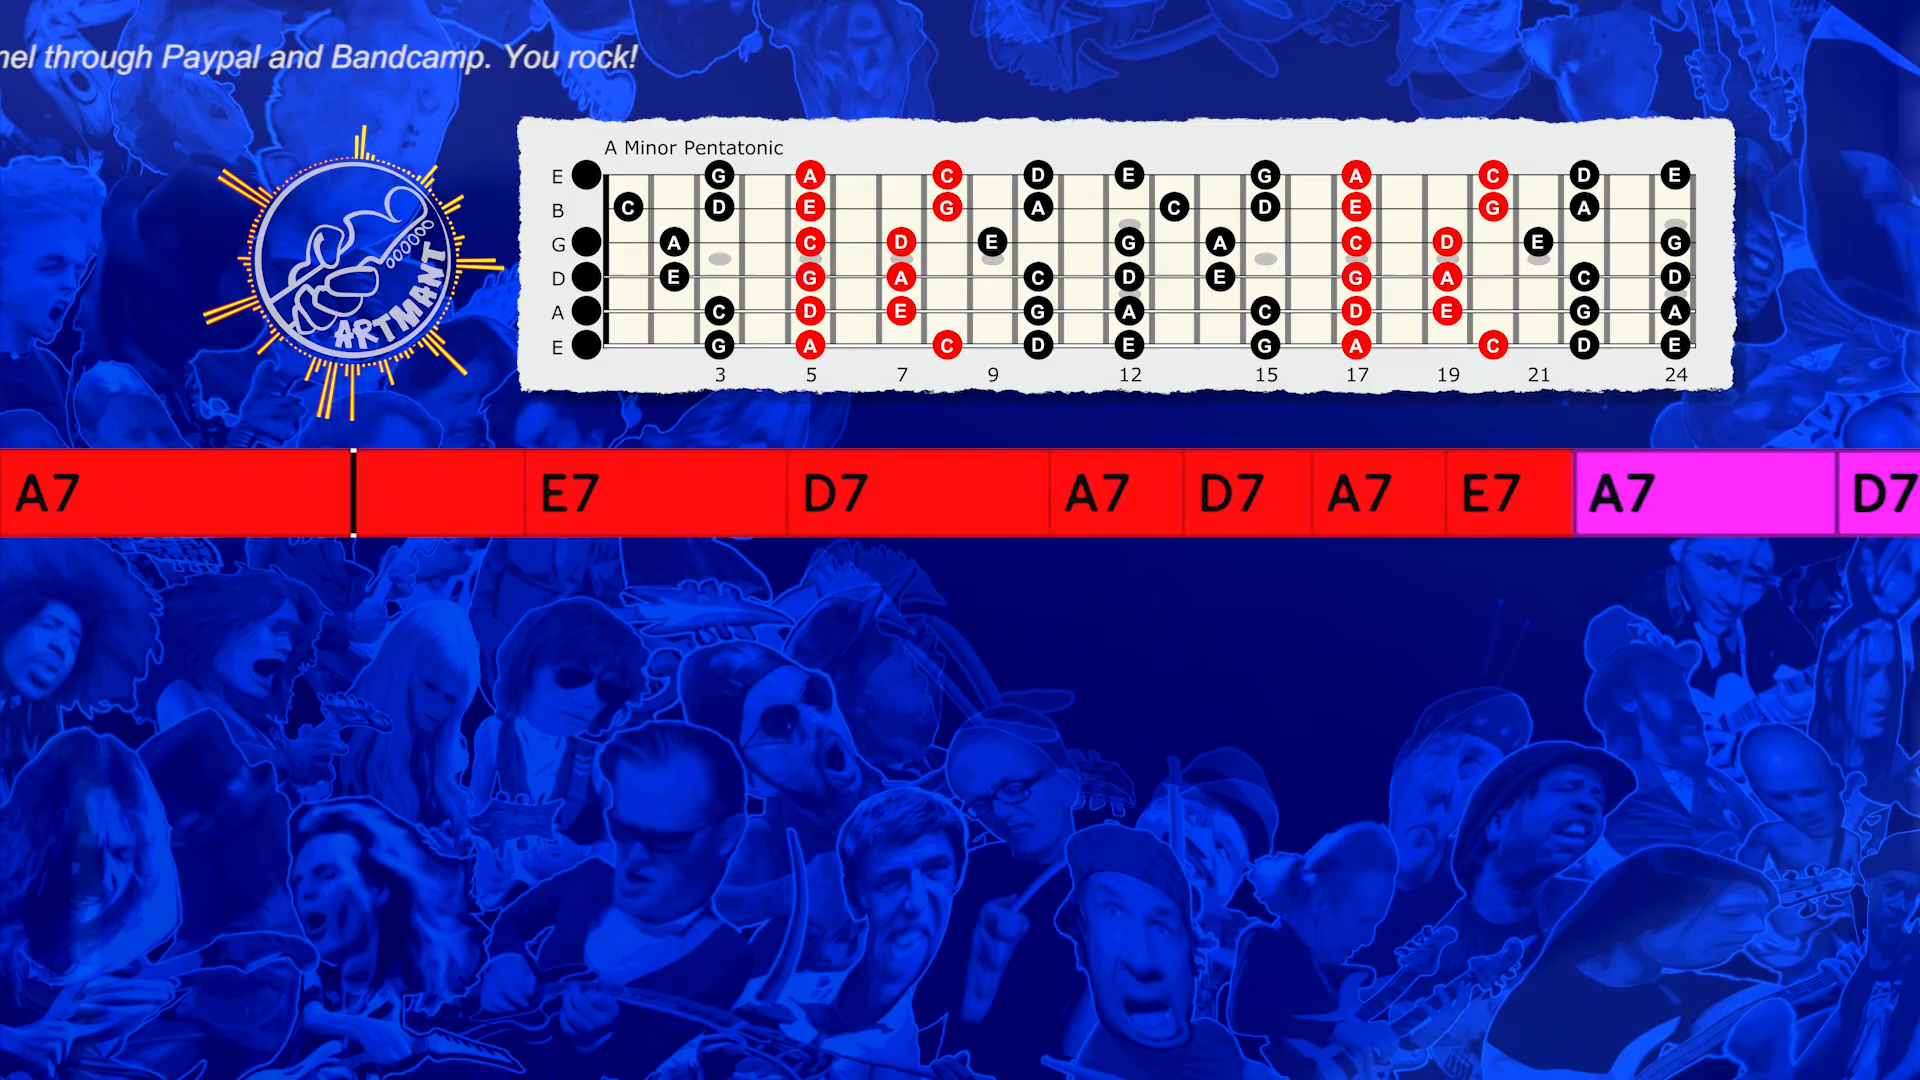 nel through Paypal and Bandcamp. You rock!
A Minor Pentatonic
E G A C D E G A C D E
B C D E G A C D E G A
G A C D E G A C D E G
D E G A C D E G A C D
A C D E G A C D E G A
E G A C D E G A C D E
3 5 7 9 12 15 17 19 21 24
ARTMANT
A7 E7 D7 A7 D7 A7 E7 A7 D7